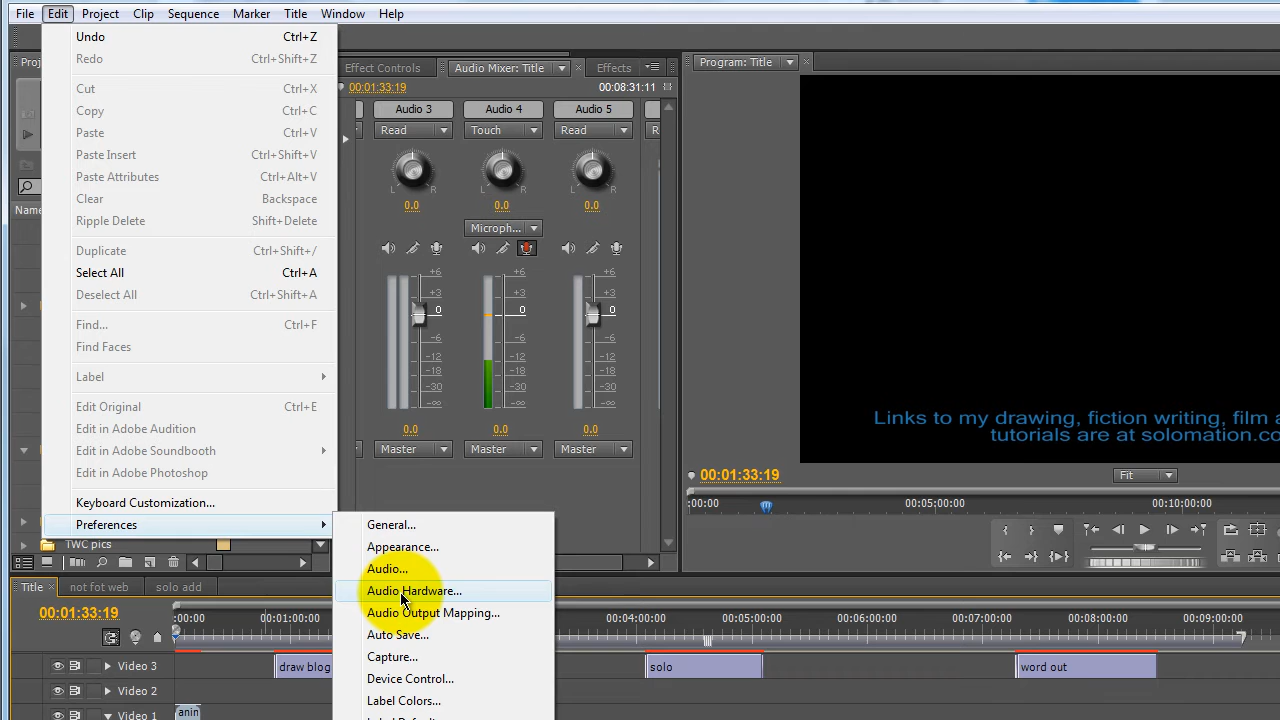 File Edit Project Clip Sequence Marker Title Window Help
Undo Ctrl+Z
Redo Ctrl+Shift+Z
Cut Ctrl+X
Copy Ctrl+C
Paste Ctrl+V
Paste Insert Ctrl+Shift+V
Paste Attributes Ctrl+Alt+V
Clear Backspace
Ripple Delete Shift+Delete
Duplicate Ctrl+Shift+/
Select All Ctrl+A
Deselect All Ctrl+Shift+A
Find... Ctrl+F
Find Faces
Label
Edit Original Ctrl+E
Edit in Adobe Audition
Edit in Adobe Soundbooth
Edit in Adobe Photoshop
Keyboard Customization...
Preferences
General...
Appearance...
Audio...
Audio Hardware...
Audio Output Mapping...
Auto Save...
Capture...
Device Control...
Label Colors...
Proj
Name
TWC pics
Effect Controls Audio Mixer: Title Effects
00:01:33:19 00:08:31:11
Audio 3 Audio 4 Audio 5
Read Touch Read R
L R L R L R
0.0 0.0 0.0
Microph...
+6 +6 +6
+3 +3 +3
0 0 0
-6 -6 -6
-12 -12 -12
-18 -18 -18
-30 -30 -30
-∞ -∞ -∞
0.0 0.0 0.0
Master Master Master
Program: Title
Links to my drawing, fiction writing, film a
tutorials are at solomation.co
00:01:33:19 Fit
:00:00 00:05:00:00 00:10:00:00
Title not fot web solo add
00:01:33:19
:00:00 00:01:00:00 00:04:00:00 00:05:00:00 00:06:00:00 00:07:00:00 00:08:00:00 00:09:00:00
Video 3 draw blog solo word out
Video 2
Video 1 anin